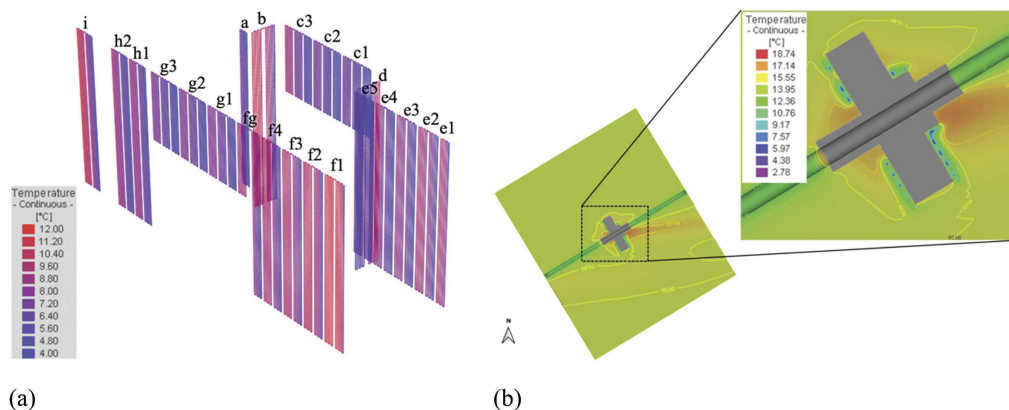 i
h2
h1
g3
g2
g1
a
b
c3
c2
c1
d
e5
e4
e3
e2
e1
fg
f4
f3
f2
f1
Temperature
- Continuous -
[°C]
12.00
11.20
10.40
9.60
8.80
8.00
7.20
6.40
5.60
4.80
4.00
(a)
Temperature
- Continuous -
[°C]
18.74
17.14
15.55
13.95
12.36
10.76
9.17
7.57
5.97
4.38
2.78
N
(b)